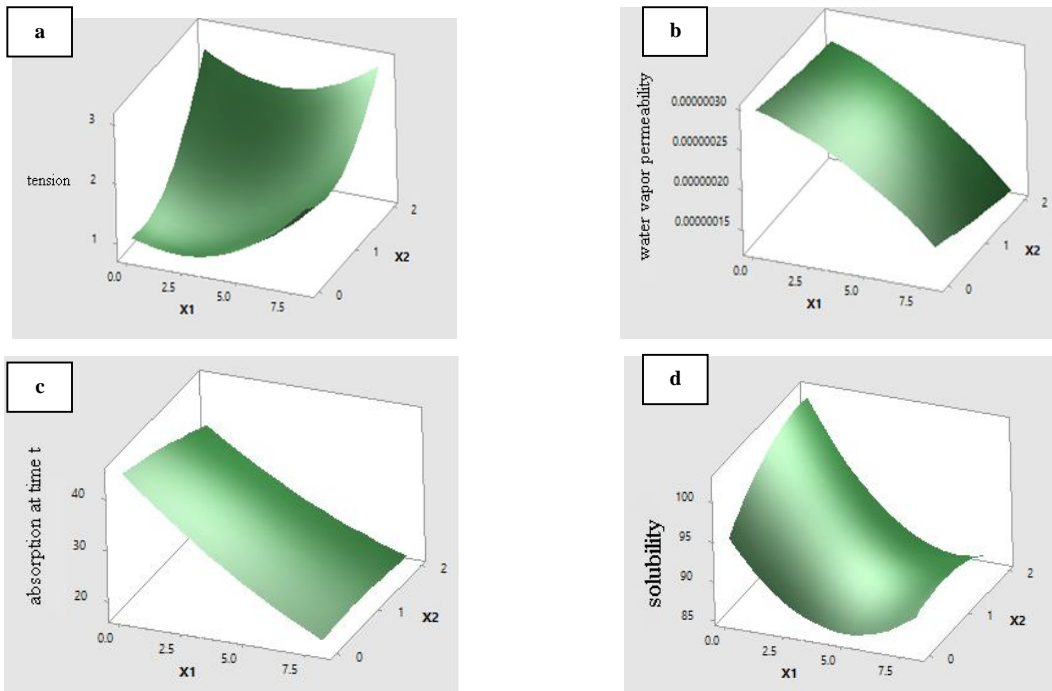 a
3
tension
2
1
0.0
2.5
5.0
7.5
X1
0
1
2
X2
b
water vapor permeability
0.00000030
0.00000025
0.00000020
0.00000015
0.0
2.5
5.0
7.5
X1
0
1
2
X2
c
absorption at time t
40
30
20
0.0
2.5
5.0
7.5
X1
0
1
2
X2
d
solubility
100
95
90
85
0.0
2.5
5.0
7.5
X1
0
1
2
X2